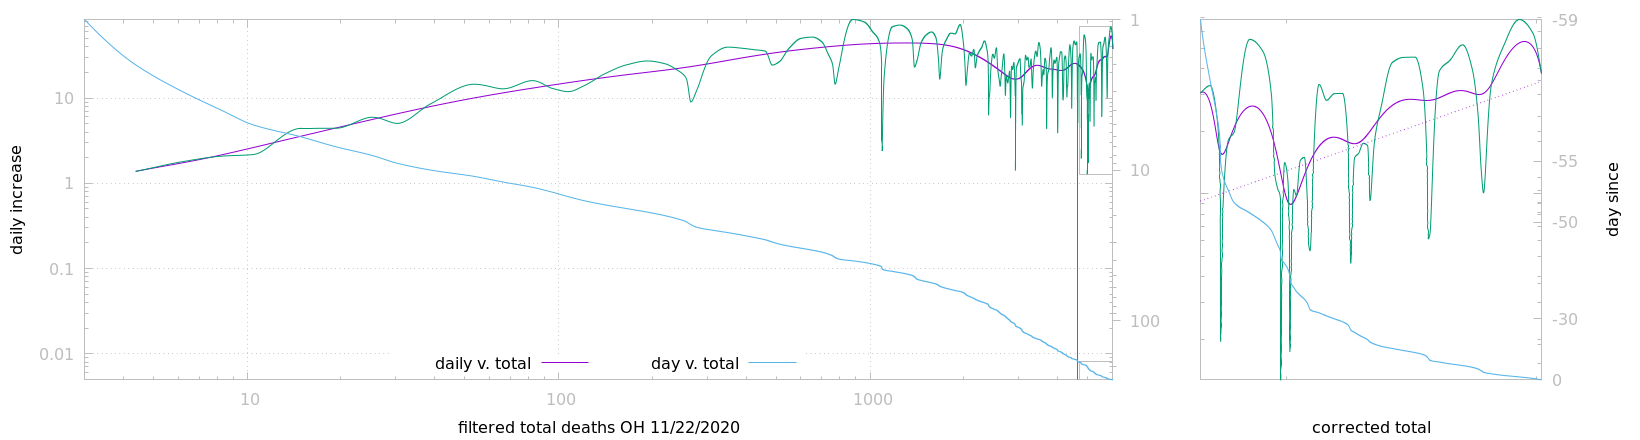 daily increase
10
1
0.1
0.01
daily v. total
day v. total
10
100
1000
filtered total deaths OH 11/22/2020
1
10
100
-59
-55
-50
-30
0
day since
corrected total